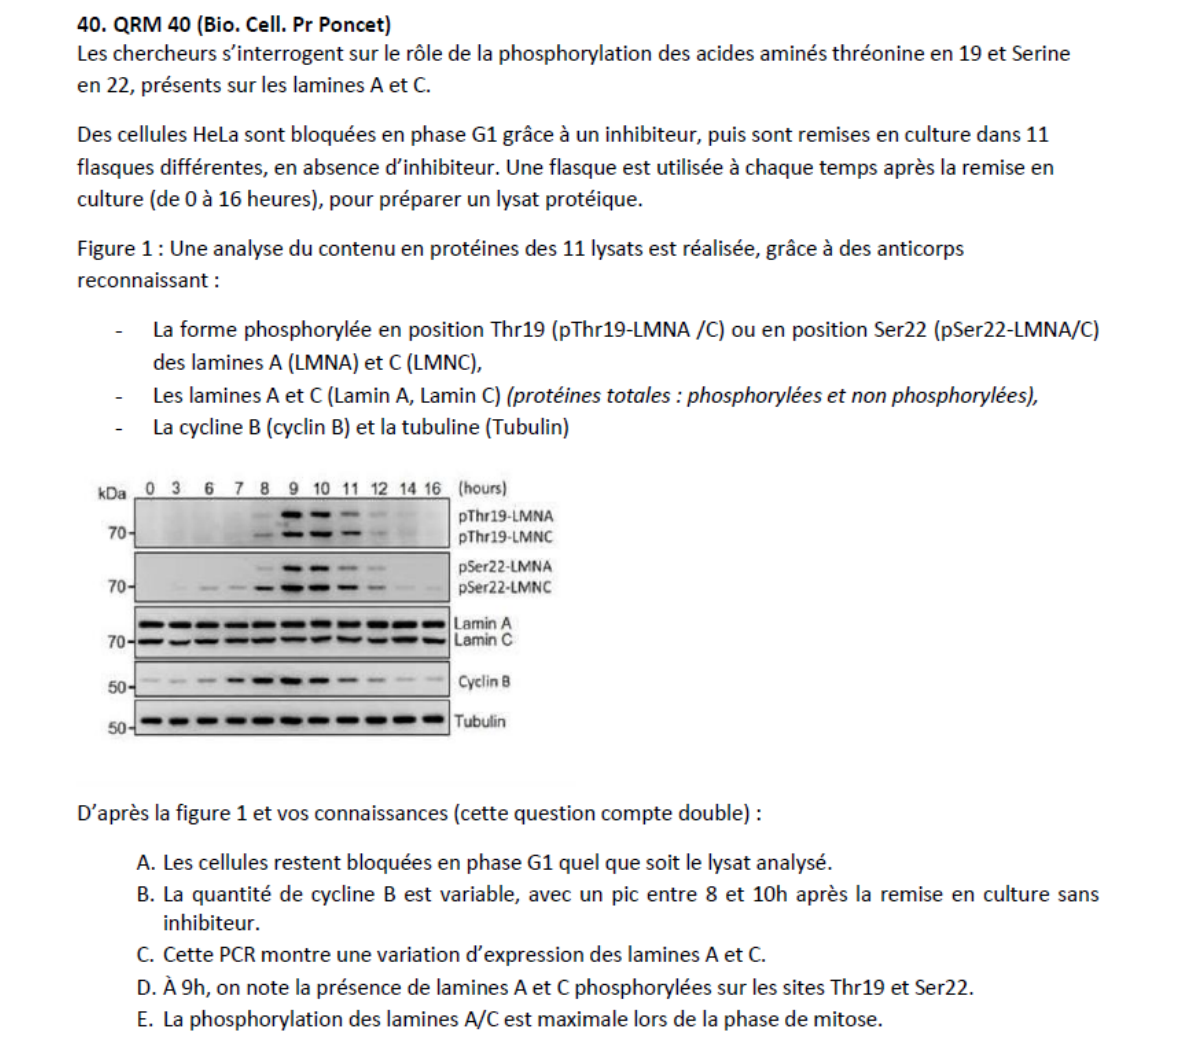 40. QRM 40 (Bio. Cell. Pr Poncet)
Les chercheurs s'interrogent sur le rôle de la phosphorylation des acides aminés thréonine en 19 et Serine
en 22, présents sur les lamines A et C.
Des cellules HeLa sont bloquées en phase G1 grâce à un inhibiteur, puis sont remises en culture dans 11
flasques différentes, en absence d'inhibiteur. Une flasque est utilisée à chaque temps après la remise en
culture (de 0 à 16 heures), pour préparer un lysat protéique.
Figure 1 : Une analyse du contenu en protéines des 11 lysats est réalisée, grâce à des anticorps
reconnaissant :
- La forme phosphorylée en position Thr19 (pThr19-LMNA /C) ou en position Ser22 (pSer22-LMNA/C)
des lamines A (LMNA) et C (LMNC),
- Les lamines A et C (Lamin A, Lamin C) (protéines totales : phosphorylées et non phosphorylées),
- La cycline B (cyclin B) et la tubuline (Tubulin)
kDa 0 3 6 7 8 9 10 11 12 14 16 (hours)
pThr19-LMNA
70- pThr19-LMNC
pSer22-LMNA
70- pSer22-LMNC
Lamin A
70- Lamin C
50- Cyclin B
50- Tubulin
D'après la figure 1 et vos connaissances (cette question compte double) :
A. Les cellules restent bloquées en phase G1 quel que soit le lysat analysé.
B. La quantité de cycline B est variable, avec un pic entre 8 et 10h après la remise en culture sans
inhibiteur.
C. Cette PCR montre une variation d'expression des lamines A et C.
D. À 9h, on note la présence de lamines A et C phosphorylées sur les sites Thr19 et Ser22.
E. La phosphorylation des lamines A/C est maximale lors de la phase de mitose.